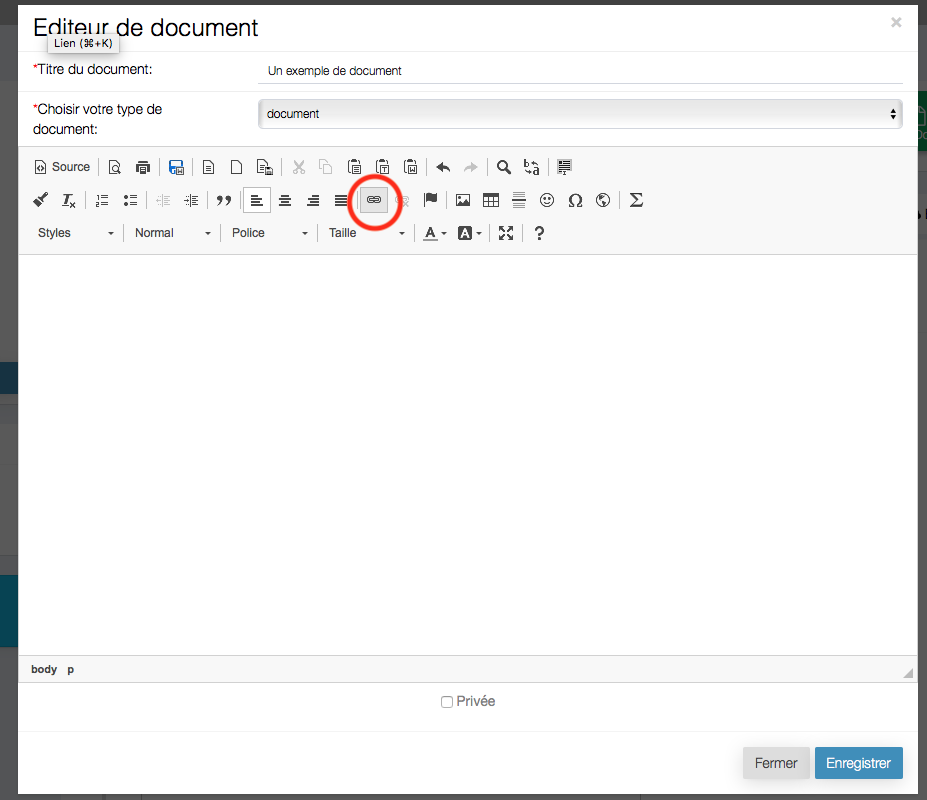 Editeur de document
×
Lien (⌘+K)
*Titre du document:
Un exemple de document
*Choisir votre type de
document:
document
Source
Styles
Normal
Police
Taille
A
A
?
body p
Privée
Fermer
Enregistrer